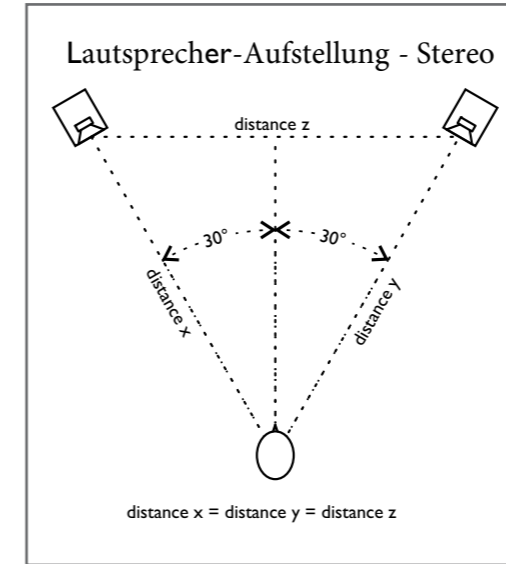 Lautsprecher-Aufstellung - Stereo
distance z
30° 30°
distance x
distance y
distance x = distance y = distance z